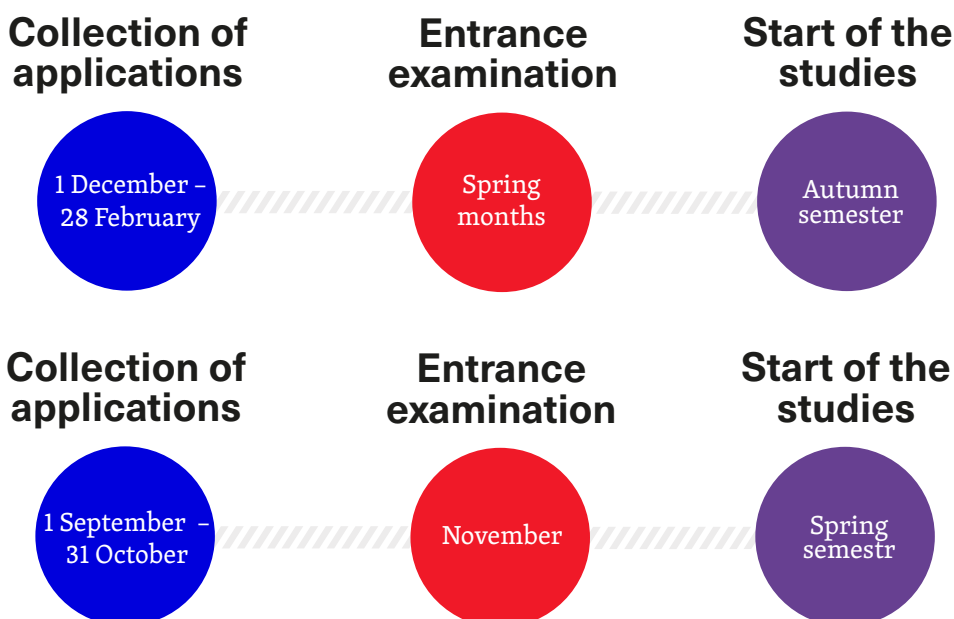 Collection of
applications
Entrance
examination
Start of the
studies
1 December –
28 February
Spring
months
Autumn
semester
Collection of
applications
Entrance
examination
Start of the
studies
1 September –
31 October
November
Spring
semestr